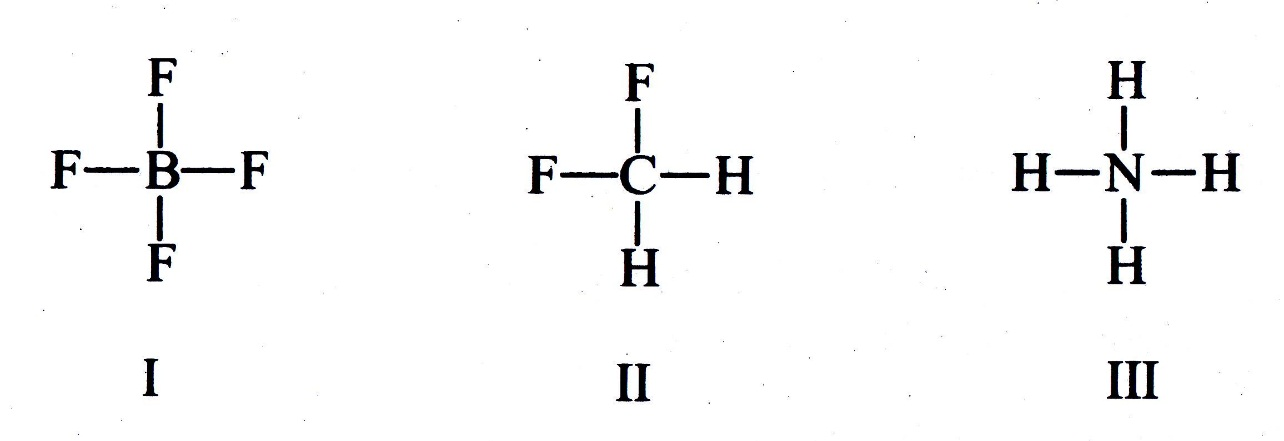 F F H
F—B—F F—C—H H—N—H
F H H
I II III